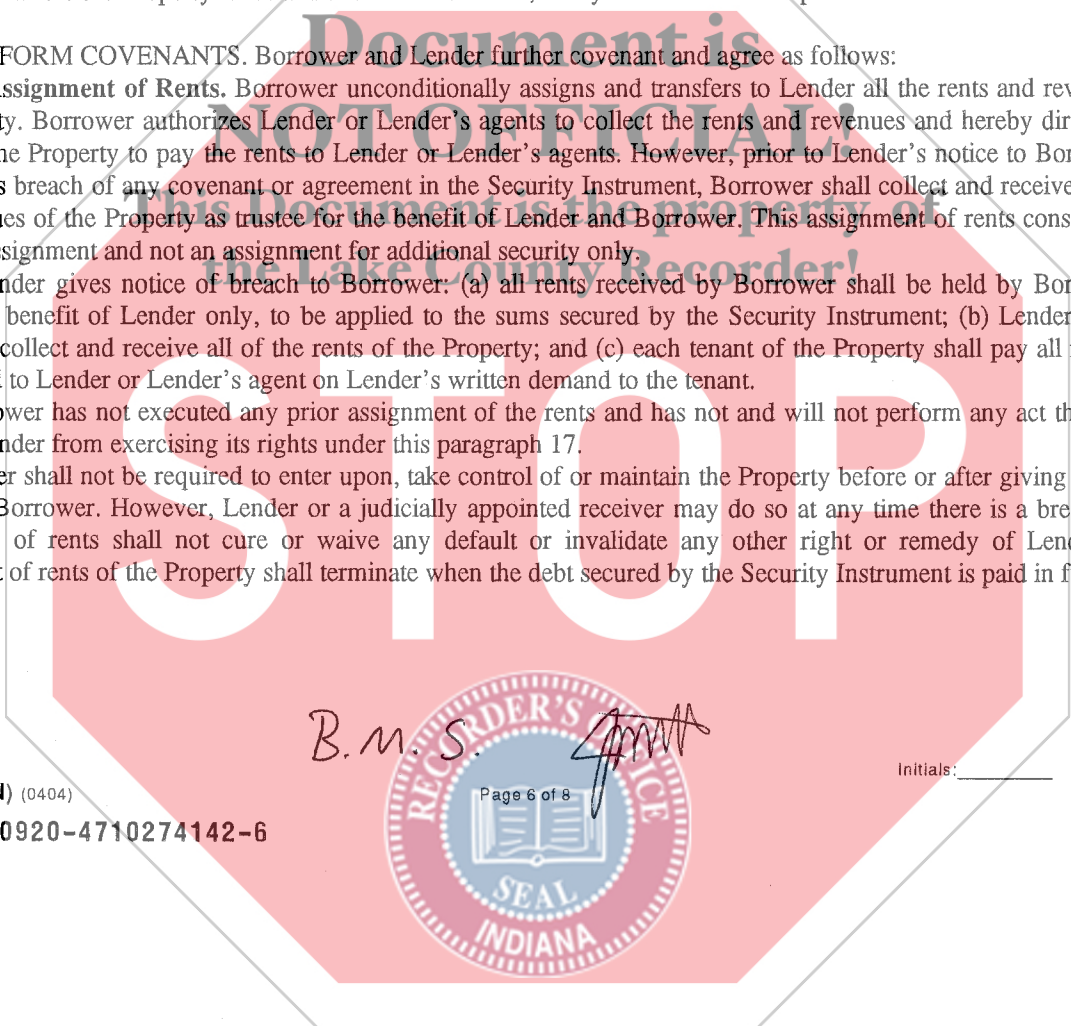 Document is
FORM COVENANTS. Borrower and Lender further covenant and agree as follows:
ssignment of Rents. Borrower unconditionally assigns and transfers to Lender all the rents and rev
NOT OFFICIAL!
ty. Borrower authorizes Lender or Lender's agents to collect the rents and revenues and hereby dir
he Property to pay the rents to Lender or Lender's agents. However, prior to Lender's notice to Bor
s breach of any covenant or agreement in the Security Instrument, Borrower shall collect and receive
This Document is the property of
es of the Property as trustee for the benefit of Lender and Borrower. This assignment of rents cons
signment and not an assignment for additional security only.
the Lake County Recorder!
nder gives notice of breach to Borrower: (a) all rents received by Borrower shall be held by Bor
benefit of Lender only, to be applied to the sums secured by the Security Instrument; (b) Lender
collect and receive all of the rents of the Property; and (c) each tenant of the Property shall pay all
to Lender or Lender's agent on Lender's written demand to the tenant.
ower has not executed any prior assignment of the rents and has not and will not perform any act th
nder from exercising its rights under this paragraph 17.
er shall not be required to enter upon, take control of or maintain the Property before or after giving
Borrower. However, Lender or a judicially appointed receiver may do so at any time there is a bre
of rents shall not cure or waive any default or invalidate any other right or remedy of Lend
t of rents of the Property shall terminate when the debt secured by the Security Instrument is paid in f
STOP
B.M.S.
Initials:
(0404)
Page 6 of 8
0920-4710274142-6
RECORDER'S OFFICE
SEAL
INDIANA